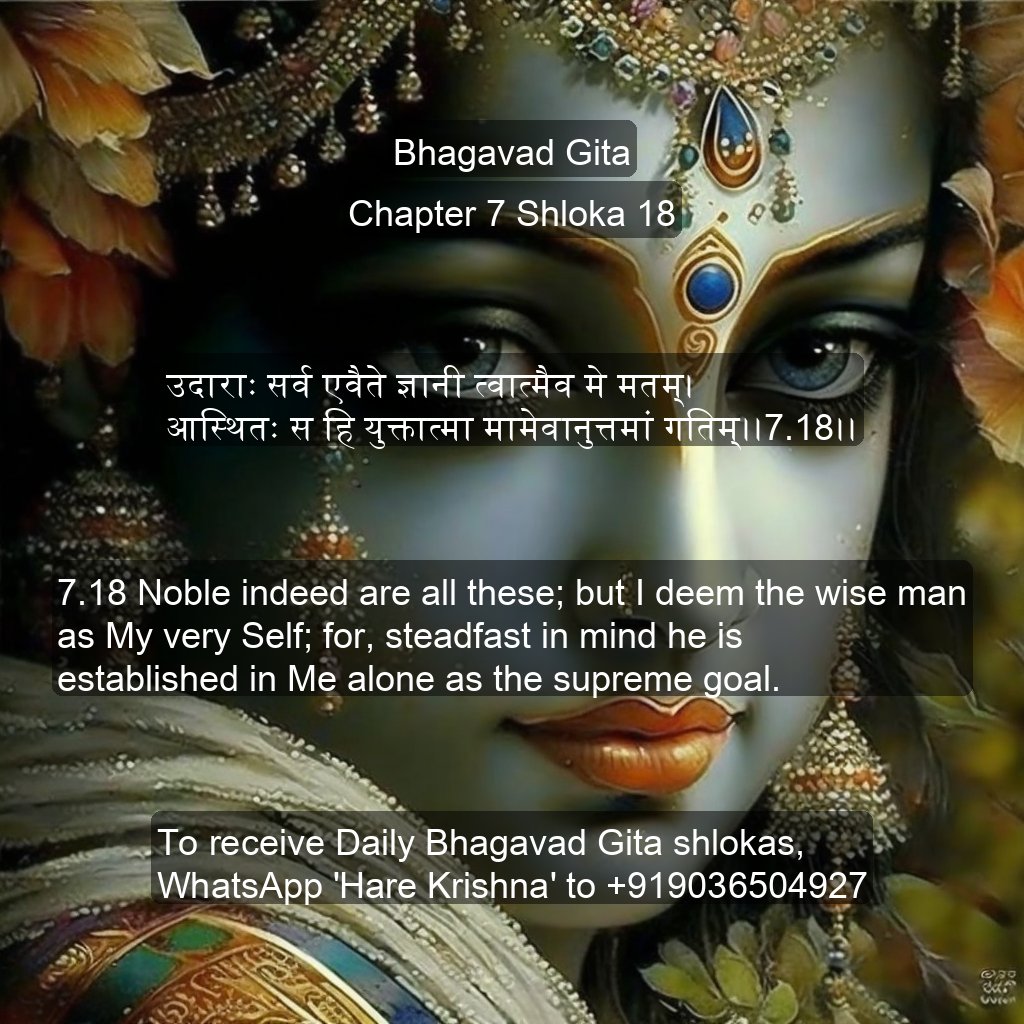 Bhagavad Gita
Chapter 7 Shloka 18
उदाराः सर्व एवैते ज्ञानी त्वात्मैव मे मतम्।
आस्थितः स हि युक्तात्मा मामेवानुत्तमां गतिम्।।7.18।।
7.18 Noble indeed are all these; but I deem the wise man
as My very Self; for, steadfast in mind he is
established in Me alone as the supreme goal.
To receive Daily Bhagavad Gita shlokas,
WhatsApp 'Hare Krishna' to +919036504927